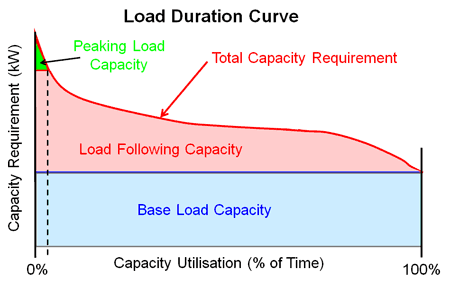 Load Duration Curve
Peaking Load
Capacity
Total Capacity Requirement
Capacity Requirement (kW)
Load Following Capacity
Base Load Capacity
0%
Capacity Utilisation (% of Time)
100%